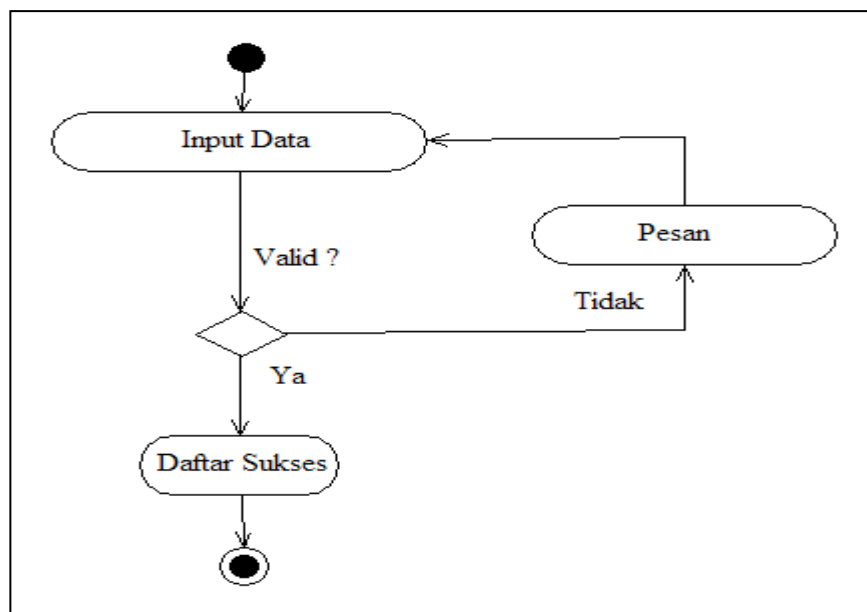 Input Data
Pesan
Valid ?
Tidak
Ya
Daftar Sukses